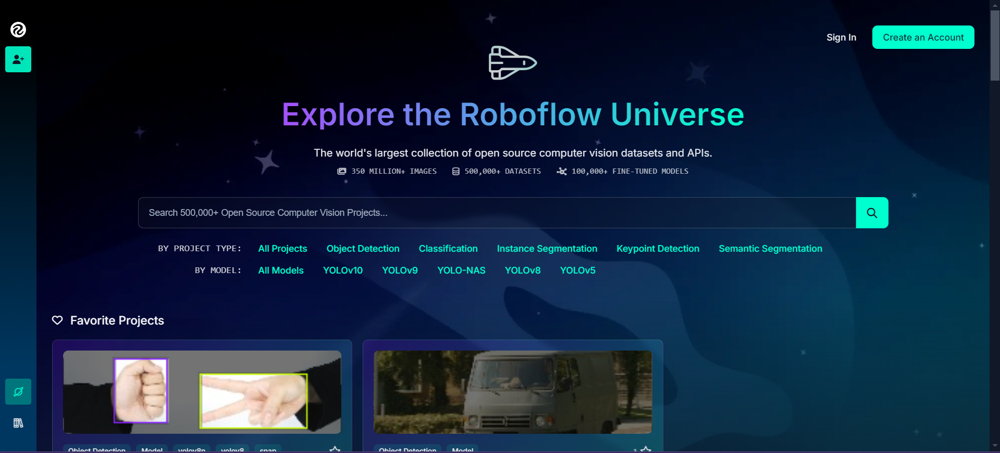 Sign In
Create an Account
Explore the Roboflow Universe
The world's largest collection of open source computer vision datasets and APIs.
350 MILLION+ IMAGES 500,000+ DATASETS 100,000+ FINE-TUNED MODELS
Search 500,000+ Open Source Computer Vision Projects...
BY PROJECT TYPE: All Projects Object Detection Classification Instance Segmentation Keypoint Detection Semantic Segmentation
BY MODEL: All Models YOLOv10 YOLOv9 YOLO-NAS YOLOv8 YOLOv5
Favorite Projects
Object Detection Model yolov8n yolov8 snap
Object Detection Model 3